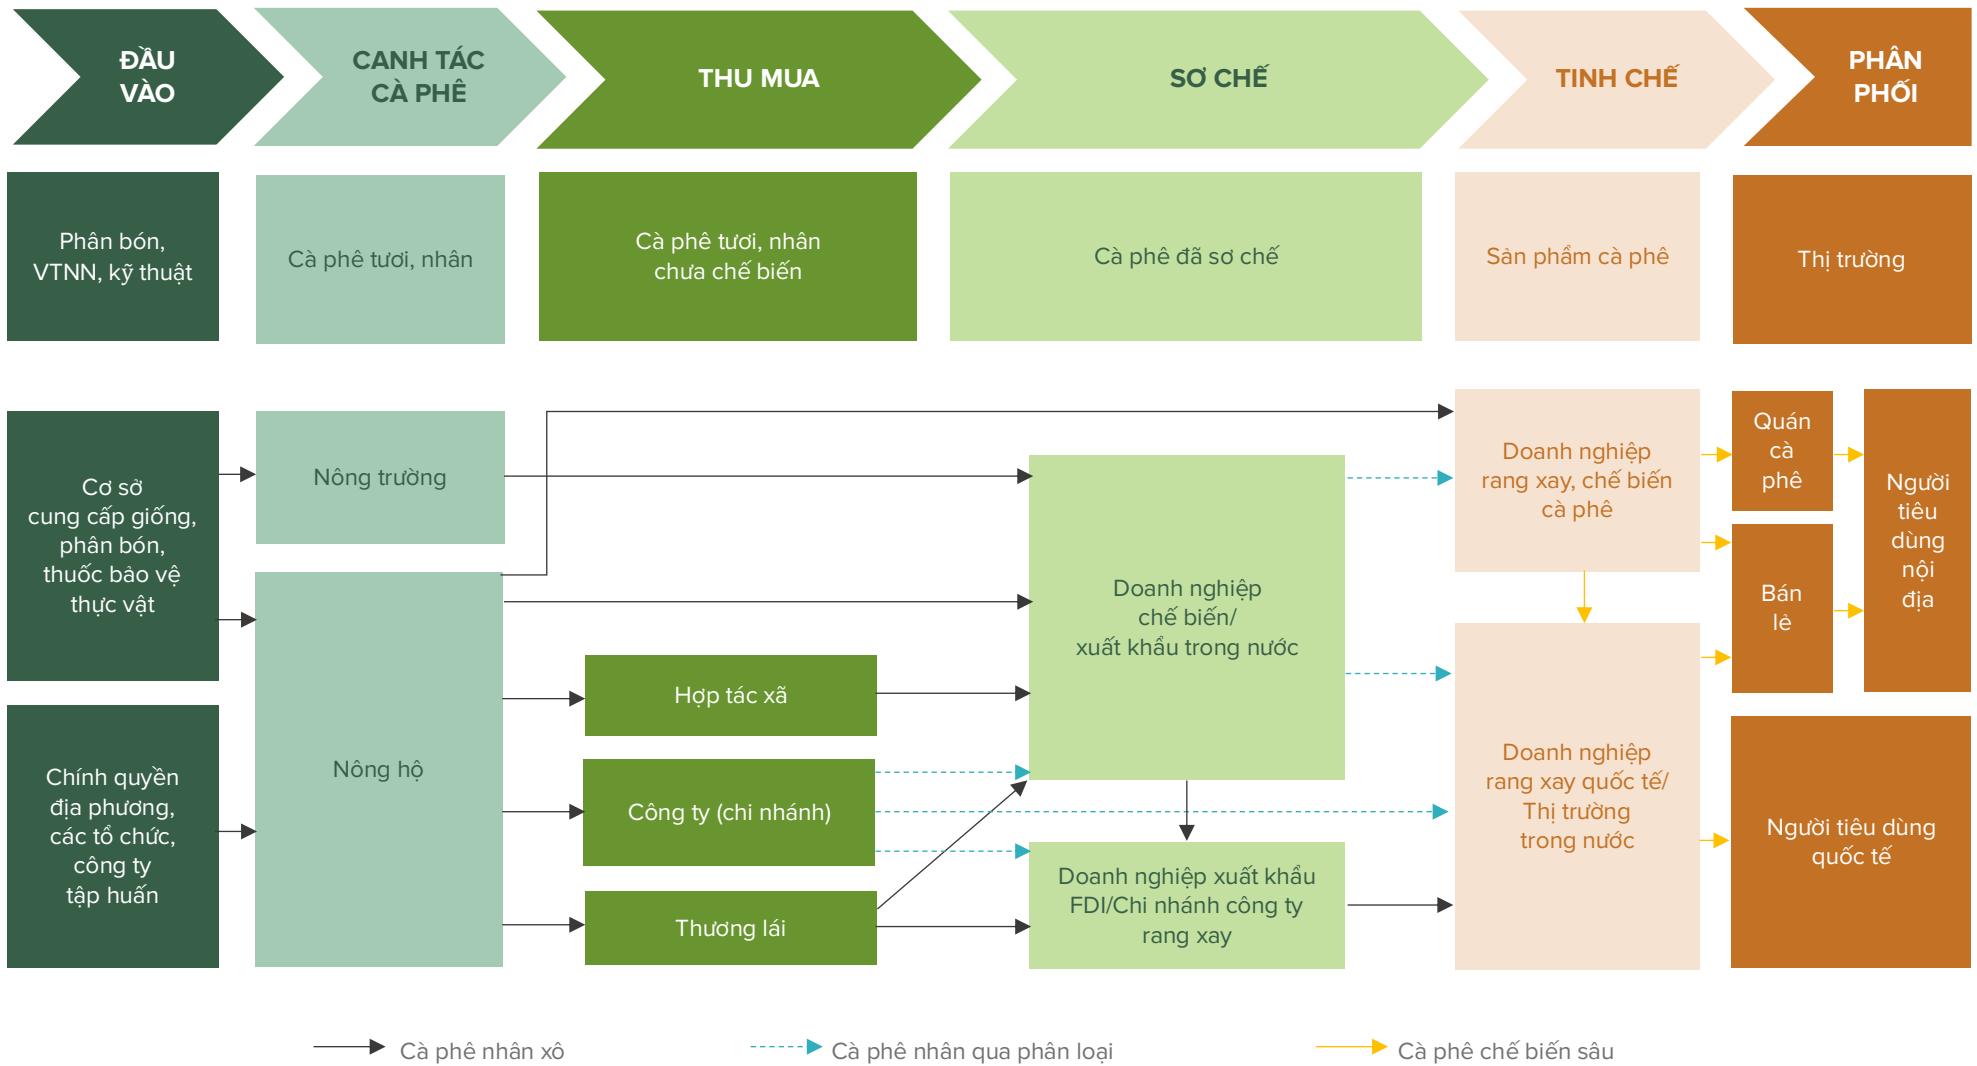 ĐẦU
VÀO
CANH TÁC
CÀ PHÊ
THU MUA
SƠ CHẾ
TINH CHẾ
PHÂN
PHỐI
Phân bón,
VTNN, kỹ thuật
Cà phê tươi, nhân
Cà phê tươi, nhân
chưa chế biến
Cà phê đã sơ chế
Sản phẩm cà phê
Thị trường
Cơ sở
cung cấp giống,
phân bón,
thuốc bảo vệ
thực vật
Chính quyền
địa phương,
các tổ chức,
công ty
tập huấn
Nông trường
Nông hộ
Hợp tác xã
Công ty (chi nhánh)
Thương lái
Doanh nghiệp
chế biến/
xuất khẩu trong nước
Doanh nghiệp xuất khẩu
FDI/Chi nhánh công ty
rang xay
Doanh nghiệp
rang xay, chế biến
cà phê
Doanh nghiệp
rang xay quốc tế/
Thị trường
trong nước
Quán
cà
phê
Bán
lẻ
Người
tiêu
dùng
nội
địa
Người tiêu dùng
quốc tế
Cà phê nhân xô
Cà phê nhân qua phân loại
Cà phê chế biến sâu